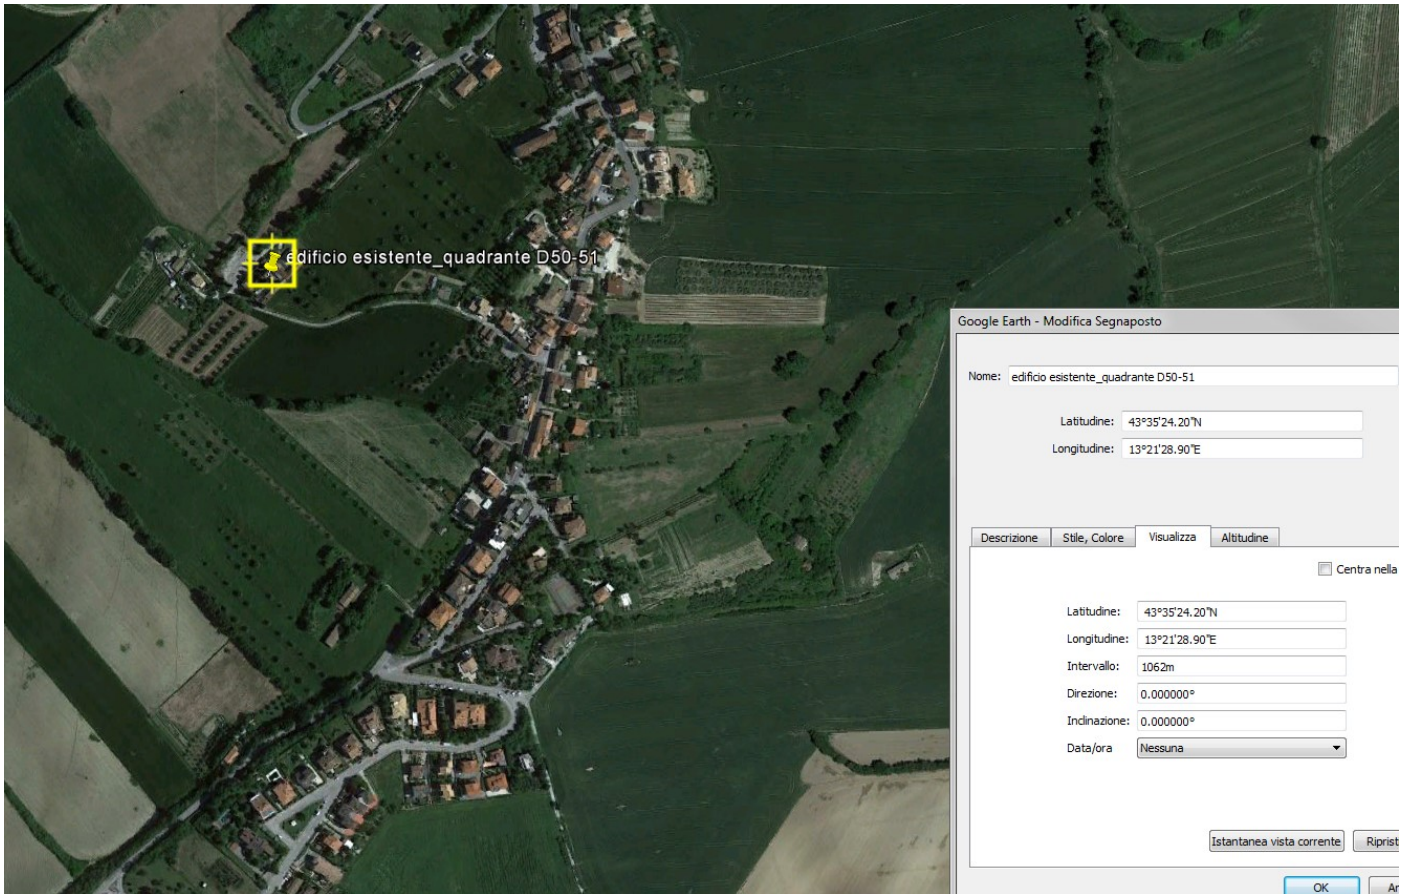 edificio esistente_quadrante D50-51
Google Earth - Modifica Segnaposto
Nome: edificio esistente_quadrante D50-51
Latitudine: 43°35'24.20"N
Longitudine: 13°21'28.90"E
Descrizione Stile, Colore Visualizza Altitudine
Centra nella
Latitudine: 43°35'24.20"N
Longitudine: 13°21'28.90"E
Intervallo: 1062m
Direzione: 0.000000°
Inclinazione: 0.000000°
Data/ora Nessuna
Istantanea vista corrente Riprist
OK Ar